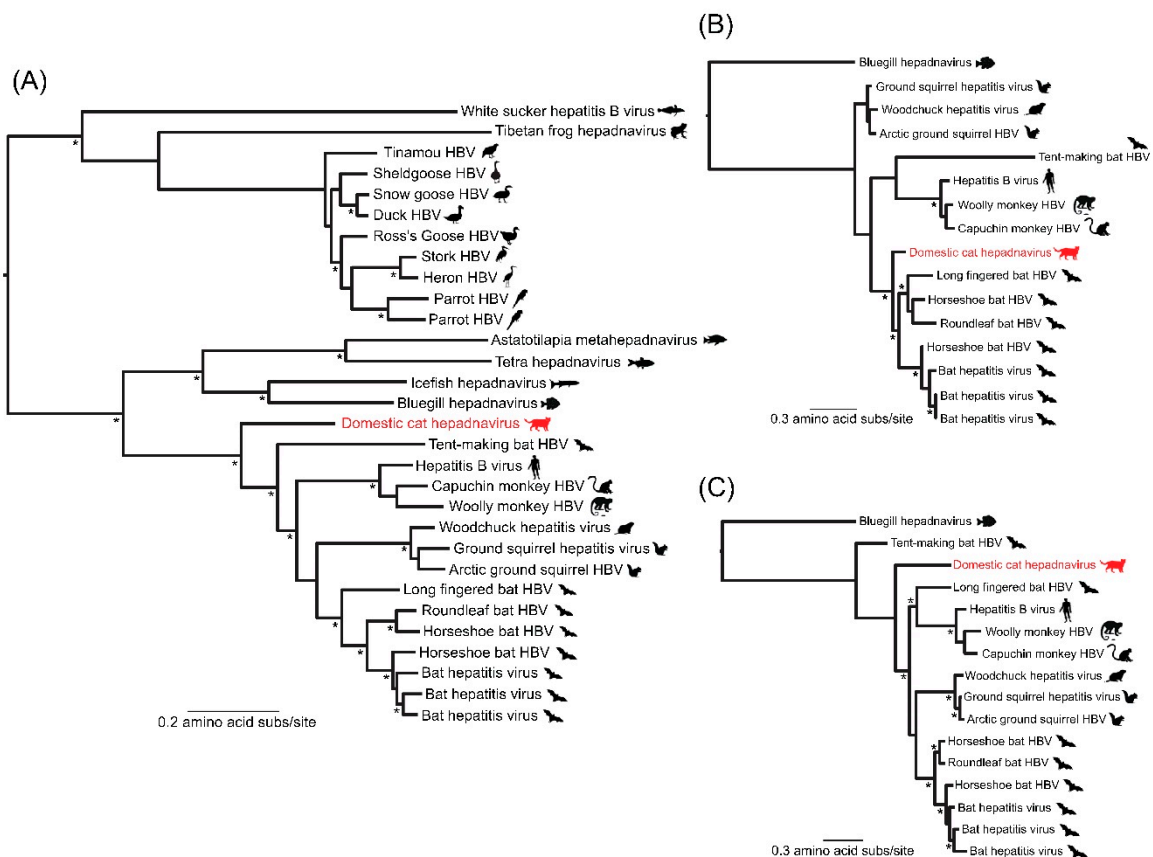 (A)
White sucker hepatitis B virus
*
Tibetan frog hepadnavirus
Tinamou HBV
Sheldgoose HBV
Snow goose HBV
*
Duck HBV
Ross's Goose HBV
*
Stork HBV
*
Heron HBV
Parrot HBV
*
Parrot HBV
Astatotilapia metahepadnavirus
Tetra hepadnavirus
*
Icefish hepadnavirus
*
Bluegill hepadnavirus
*
Domestic cat hepadnavirus
*
Tent-making bat HBV
*
Hepatitis B virus
*
Capuchin monkey HBV
Woolly monkey HBV
*
Woodchuck hepatitis virus
*
Ground squirrel hepatitis virus
Arctic ground squirrel HBV
Long fingered bat HBV
*
Roundleaf bat HBV
*
Horseshoe bat HBV
*
Horseshoe bat HBV
*
Bat hepatitis virus
Bat hepatitis virus
*
Bat hepatitis virus
0.2 amino acid subs/site
(B)
Bluegill hepadnavirus
Ground squirrel hepatitis virus
Woodchuck hepatitis virus
Arctic ground squirrel HBV
Tent-making bat HBV
Hepatitis B virus
*
Woolly monkey HBV
Capuchin monkey HBV
Domestic cat hepadnavirus
Long fingered bat HBV
*
*
Horseshoe bat HBV
*
Roundleaf bat HBV
Horseshoe bat HBV
*
Bat hepatitis virus
*
Bat hepatitis virus
*
Bat hepatitis virus
0.3 amino acid subs/site
(C)
Bluegill hepadnavirus
Tent-making bat HBV
Domestic cat hepadnavirus
Long fingered bat HBV
*
Hepatitis B virus
*
Woolly monkey HBV
Capuchin monkey HBV
*
Woodchuck hepatitis virus
*
Ground squirrel hepatitis virus
*
Arctic ground squirrel HBV
Horseshoe bat HBV
*
Roundleaf bat HBV
*
Horseshoe bat HBV
*
Bat hepatitis virus
Bat hepatitis virus
*
Bat hepatitis virus
0.3 amino acid subs/site